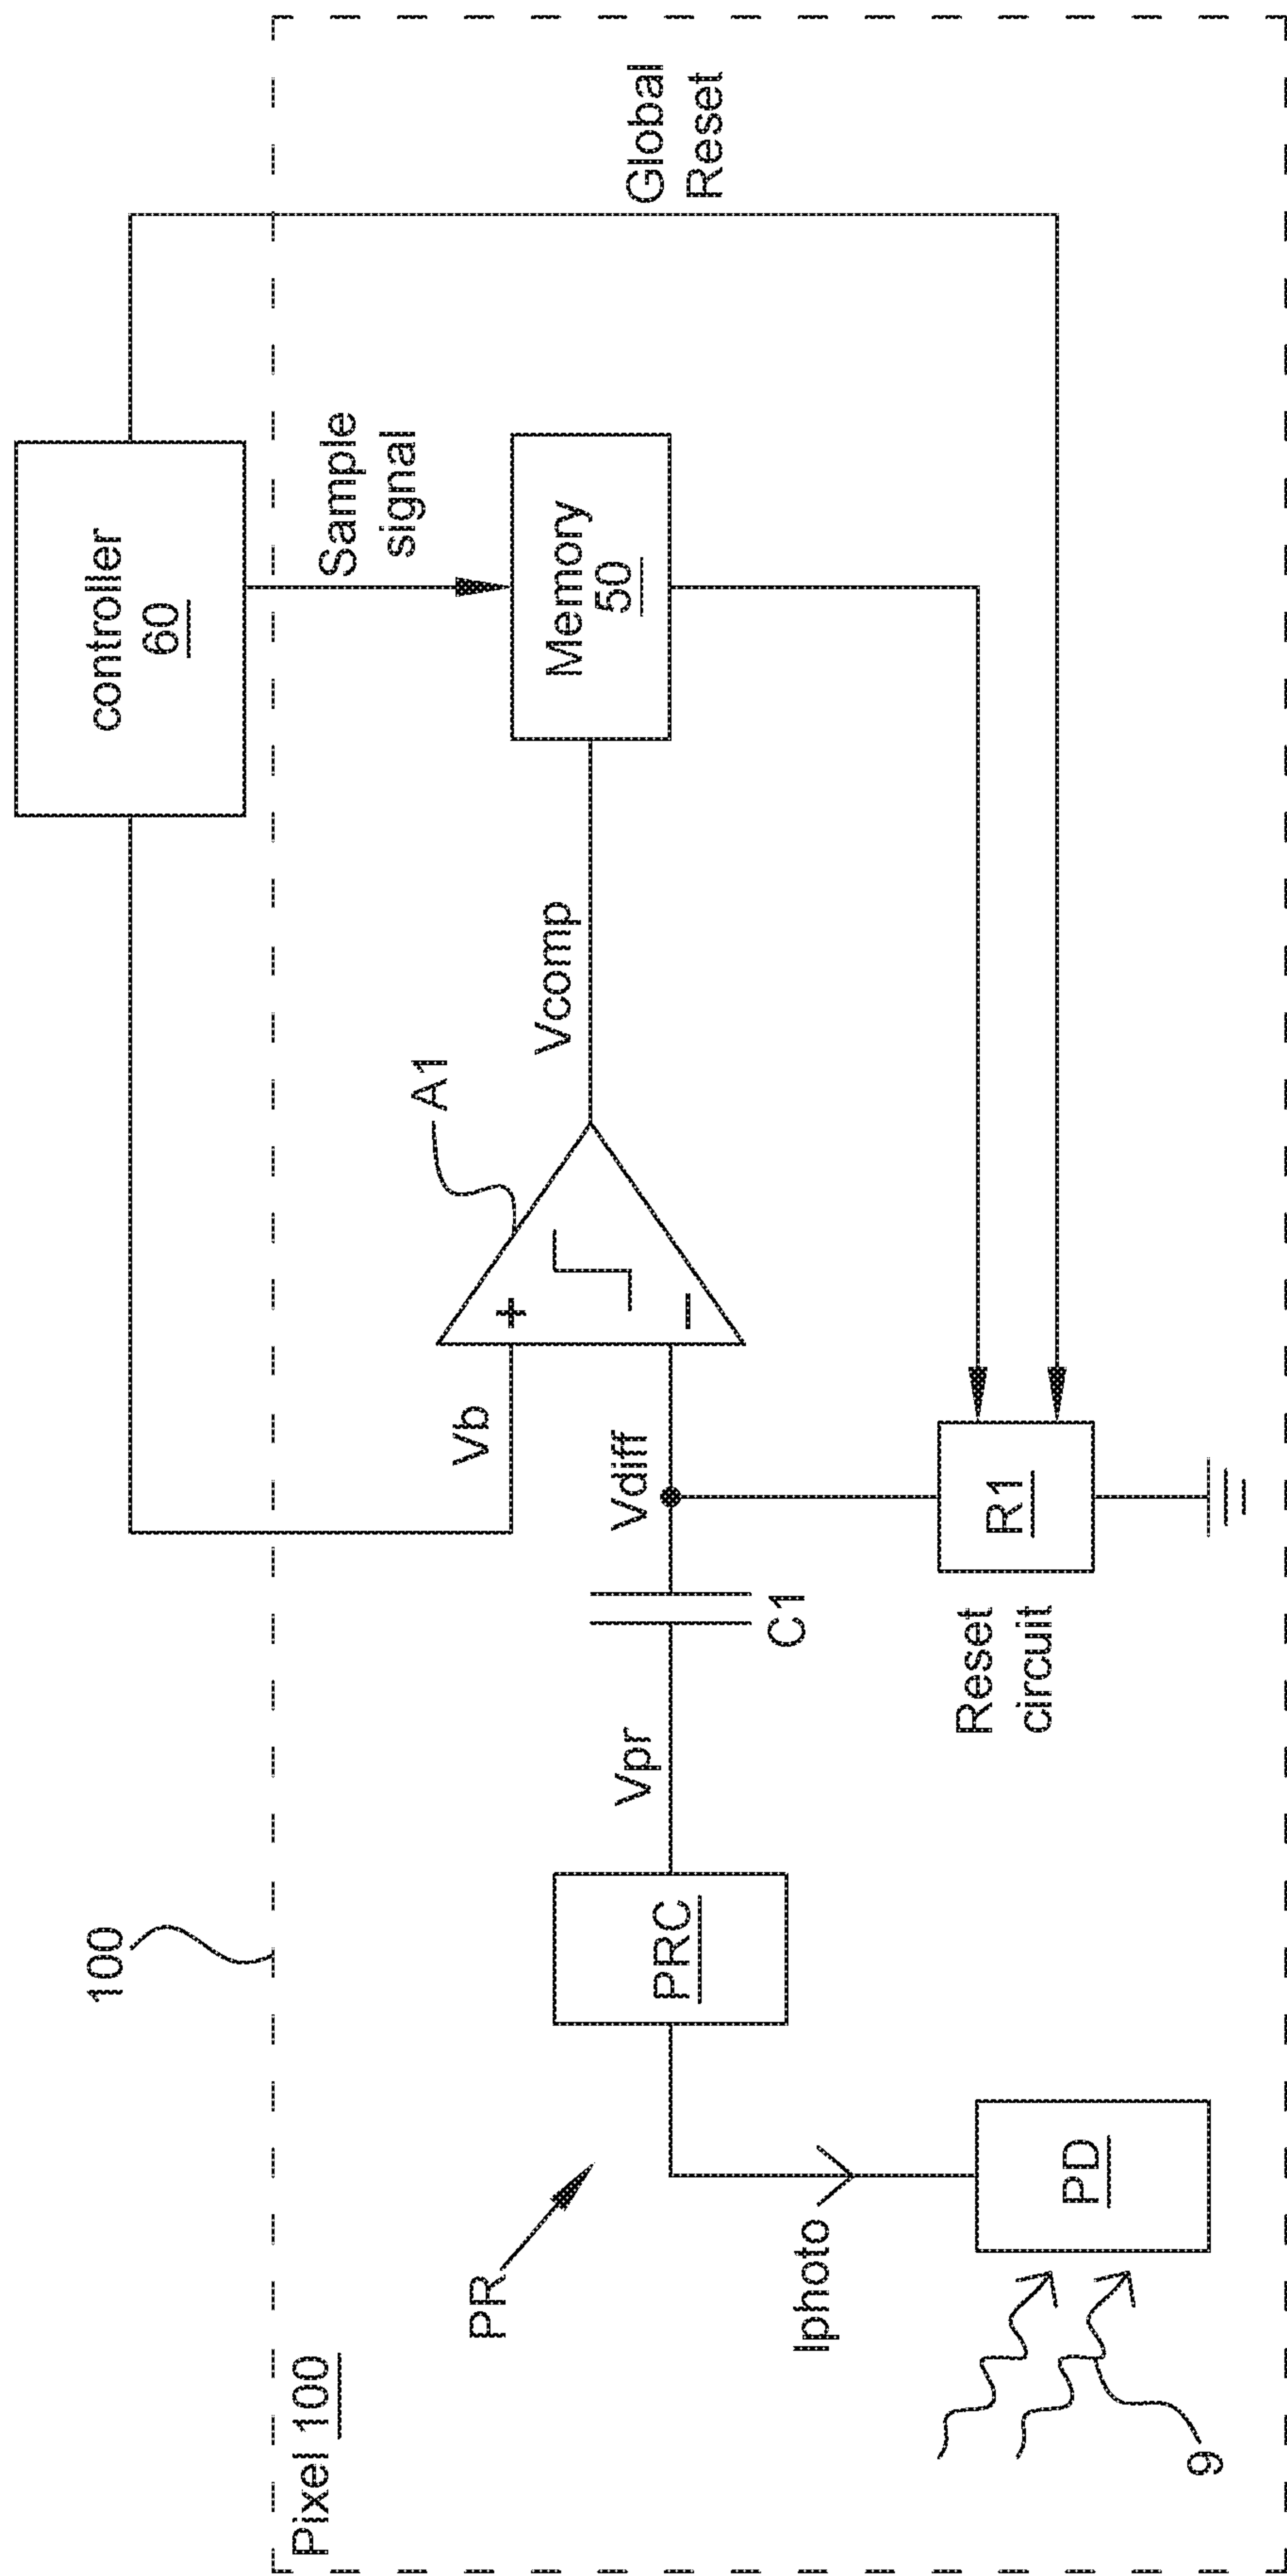 100
controller
60
Pixel 100
Sample
signal
Global
Reset
PR
A1
Vb
+
Vcomp
Memory
50
PRC
Vpr
Vdiff
−
C1
Iphoto
PD
9
Reset
circuit
R1